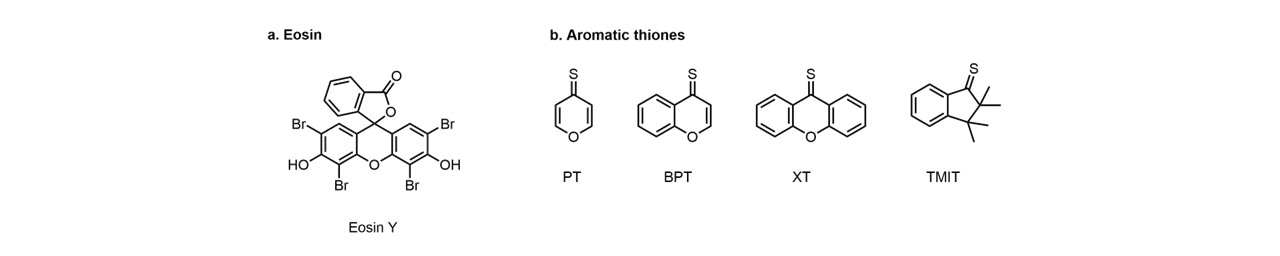 a. Eosin
b. Aromatic thiones
O
O
Br
Br
HO
O
OH
Br
Br
Eosin Y
S
O
PT
S
O
BPT
S
O
XT
S
TMIT